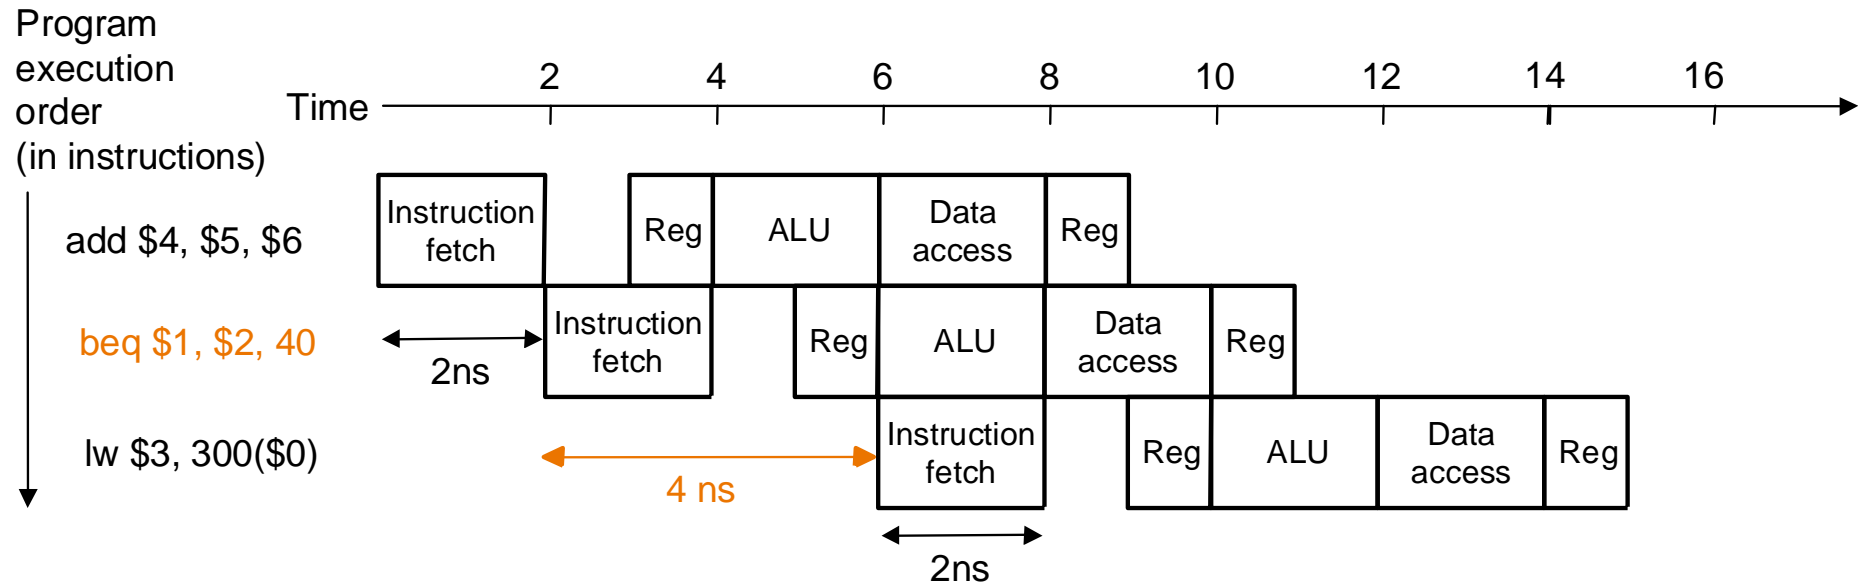 Program
execution
order
(in instructions)
Time
2 4 6 8 10 12 14 16
add $4, $5, $6
Instruction
fetch
Reg
ALU
Data
access
Reg
beq $1, $2, 40
2ns
Instruction
fetch
Reg
ALU
Data
access
Reg
lw $3, 300($0)
4 ns
Instruction
fetch
Reg
ALU
Data
access
Reg
2ns